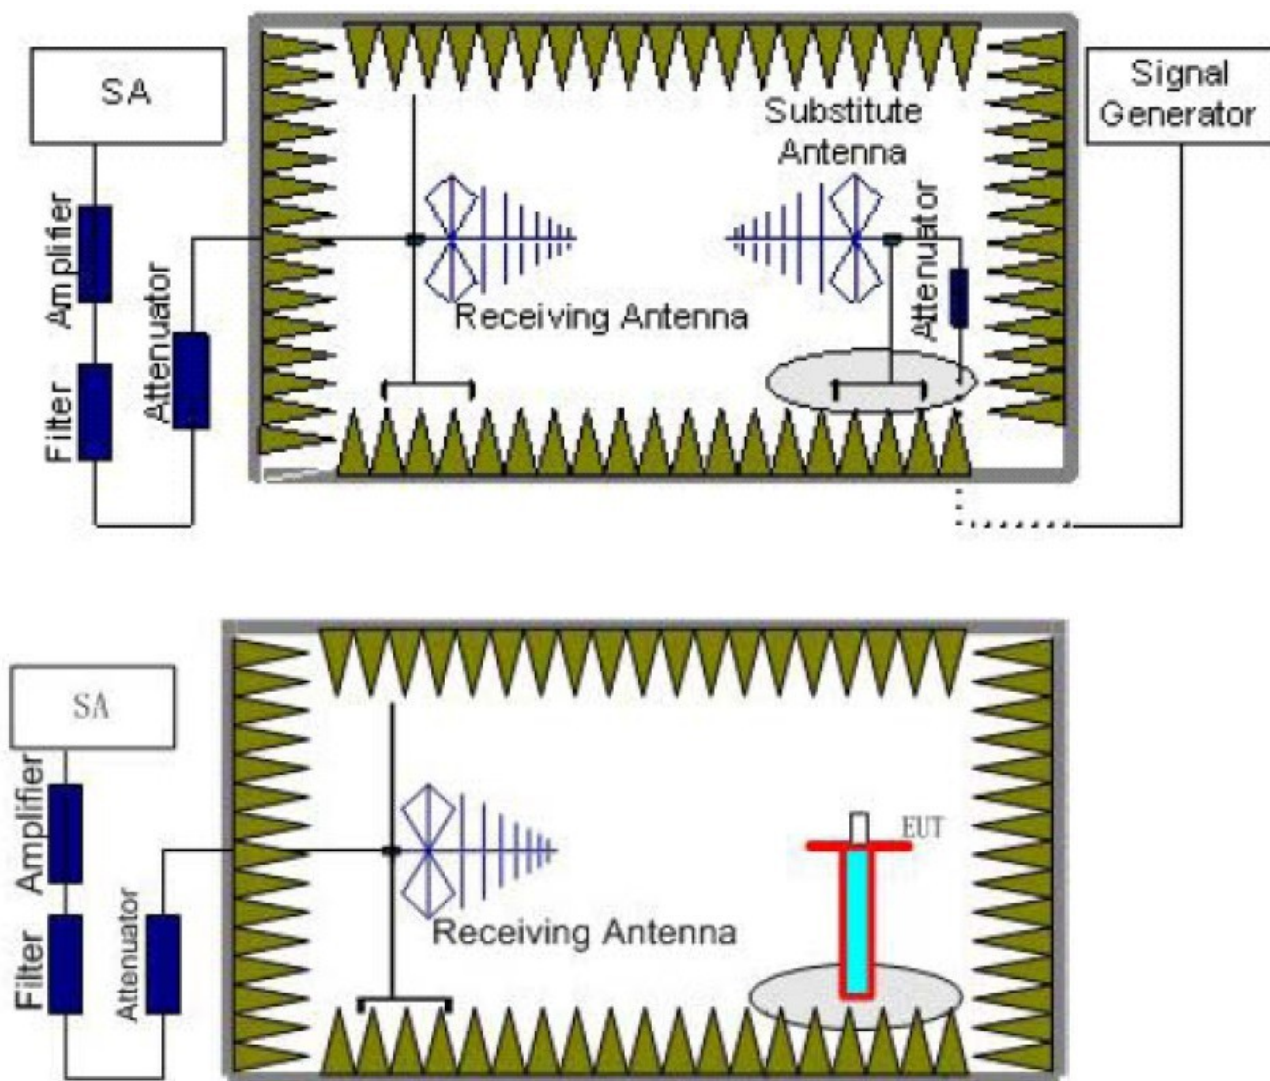 SA
Signal
Generator
Substitute
Antenna
Amplifier
Attenuator
Attenuator
Receiving Antenna
Filter
SA
Amplifier
EUT
Attenuator
Receiving Antenna
Filter